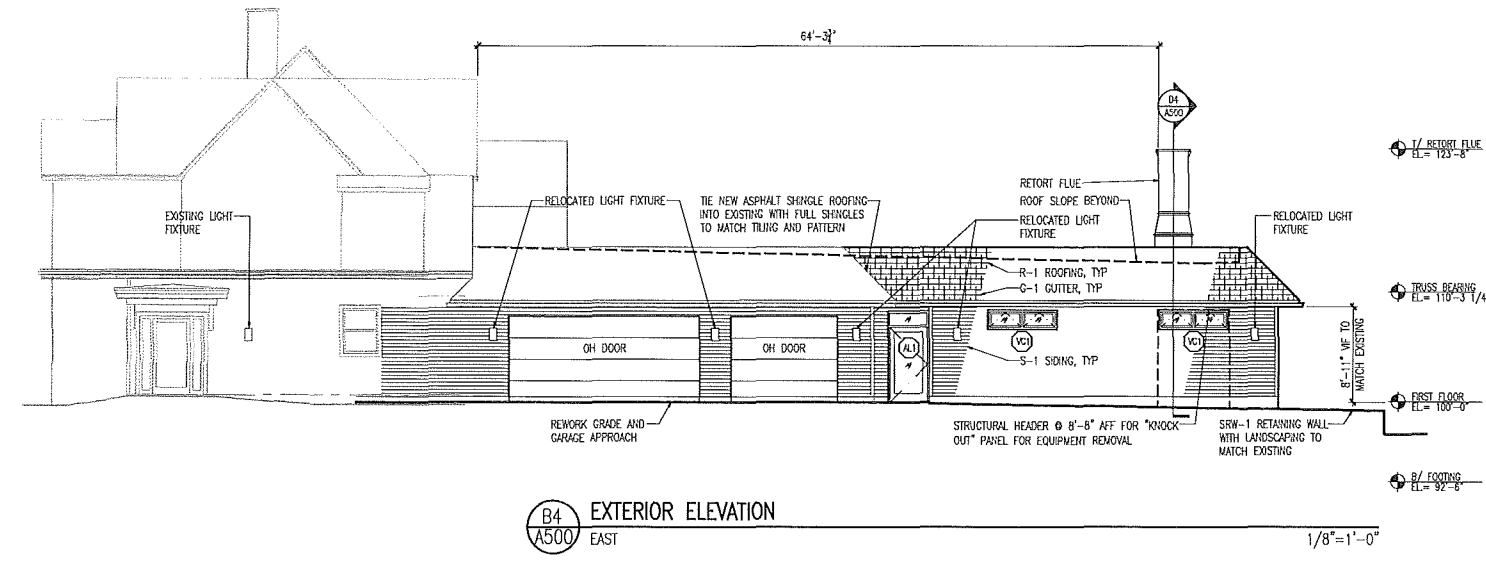 64'-3¾"
D4
A500
T/ RETORT FLUE
EL= 123'-8"
RETORT FLUE
ROOF SLOPE BEYOND
RELOCATED LIGHT
FIXTURE
RELOCATED LIGHT
FIXTURE
EXISTING LIGHT
FIXTURE
RELOCATED LIGHT FIXTURE
TIE NEW ASPHALT SHINGLE ROOFING
INTO EXISTING WITH FULL SHINGLES
TO MATCH TILING AND PATTERN
R-1 ROOFING, TYP
G-1 GUTTER, TYP
TRUSS BEARING
EL= 110'-3 1/4
OH DOOR
OH DOOR
AL1
VC1
VC1
S-1 SIDING, TYP
8'-11" VIF TO
MATCH EXISTING
FIRST FLOOR
EL= 100'-0"
REWORK GRADE AND
GARAGE APPROACH
STRUCTURAL HEADER @ 8'-8" AFF FOR "KNOCK
OUT" PANEL FOR EQUIPMENT REMOVAL
SRW-1 RETAINING WALL
WITH LANDSCAPING TO
MATCH EXISTING
B/ FOOTING
EL= 92'-6"
B4
A500
EXTERIOR ELEVATION
EAST
1/8"=1'-0"